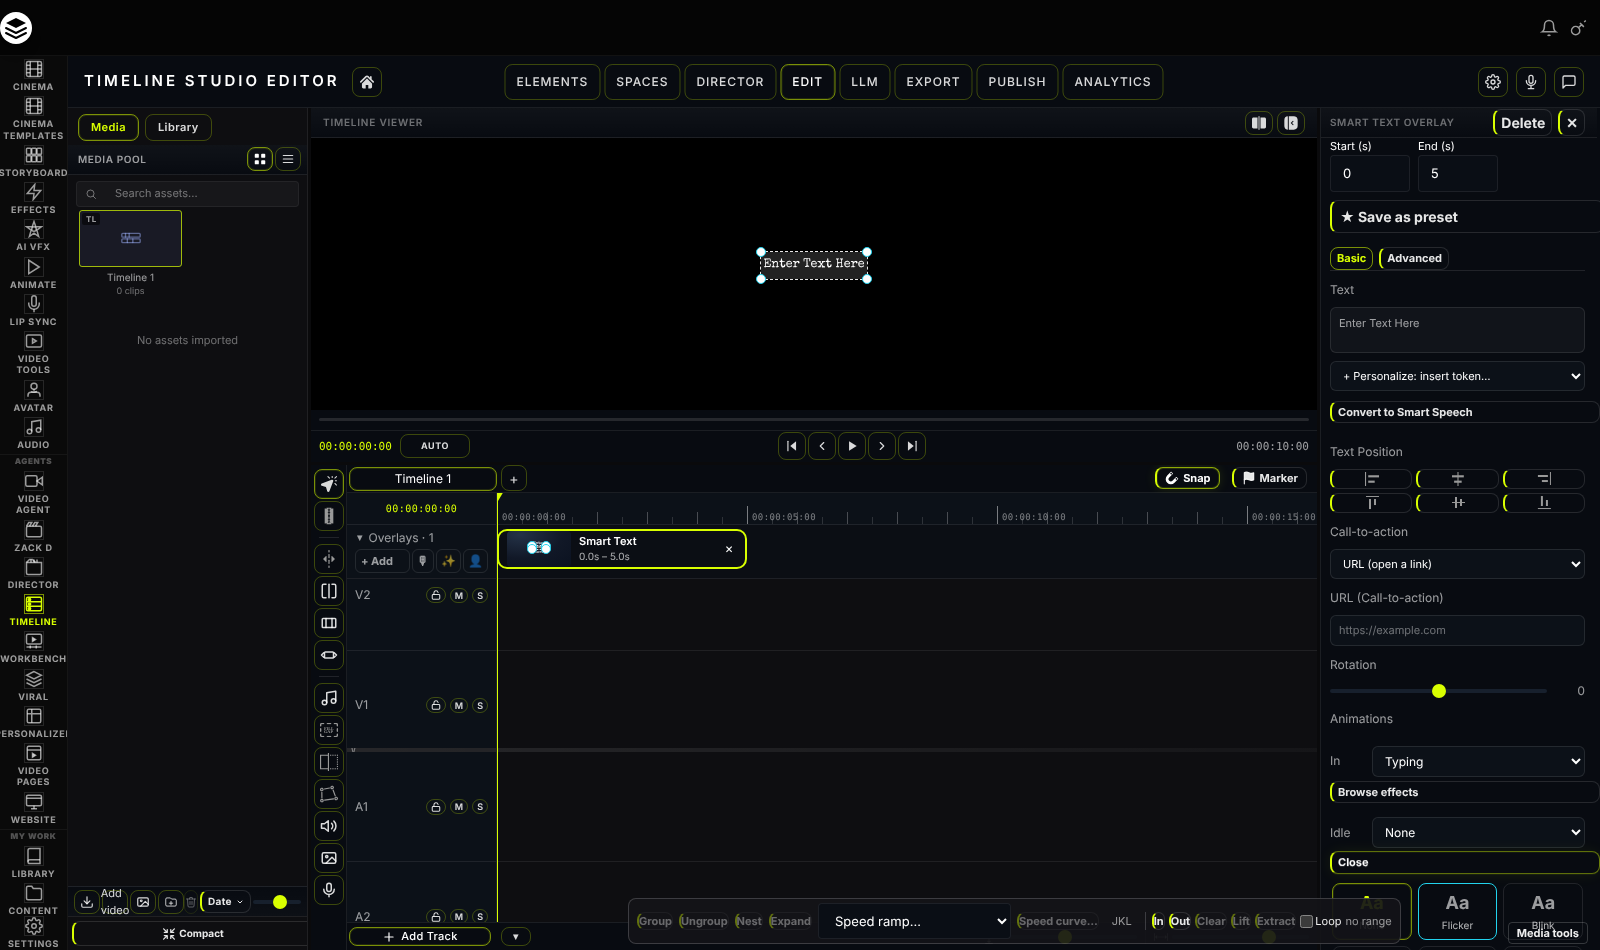 TIMELINE STUDIO EDITOR
ELEMENTS
SPACES
DIRECTOR
EDIT
LLM
EXPORT
PUBLISH
ANALYTICS
CINEMA
CINEMA
TEMPLATES
STORYBOARD
EFFECTS
AI VFX
ANIMATE
LIP SYNC
VIDEO
TOOLS
AVATAR
AUDIO
AGENTS
VIDEO
AGENT
ZACK D
DIRECTOR
TIMELINE
WORKBENCH
VIRAL
PERSONALIZE
VIDEO
PAGES
WEBSITE
MY WORK
LIBRARY
CONTENT
SETTINGS
Media
Library
MEDIA POOL
Search assets...
TL
Timeline 1
0 clips
No assets imported
Add
video
Date
Compact
TIMELINE VIEWER
Enter Text Here
00:00:00:00
AUTO
00:00:10:00
Timeline 1
+
Snap
Marker
00:00:00:00
00:00:00:00
00:00:05:00
00:00:10:00
00:00:15:00
▾ Overlays · 1
+ Add
Smart Text
0.0s – 5.0s
×
V2
M
S
V1
M
S
A1
M
S
A2
M
S
+ Add Track
▾
Group
Ungroup
Nest
Expand
Speed ramp...
Speed curve...
JKL
In
Out
Clear
Lift
Extract
Loop
no range
SMART TEXT OVERLAY
Delete
✕
Start (s)
End (s)
0
5
★ Save as preset
Basic
Advanced
Text
Enter Text Here
+ Personalize: insert token...
Convert to Smart Speech
Text Position
Call-to-action
URL (open a link)
URL (Call-to-action)
https://example.com
Rotation
0
Animations
In
Typing
Browse effects
Idle
None
Close
Aa
Aa
Aa
Flicker
Blink
Media tools